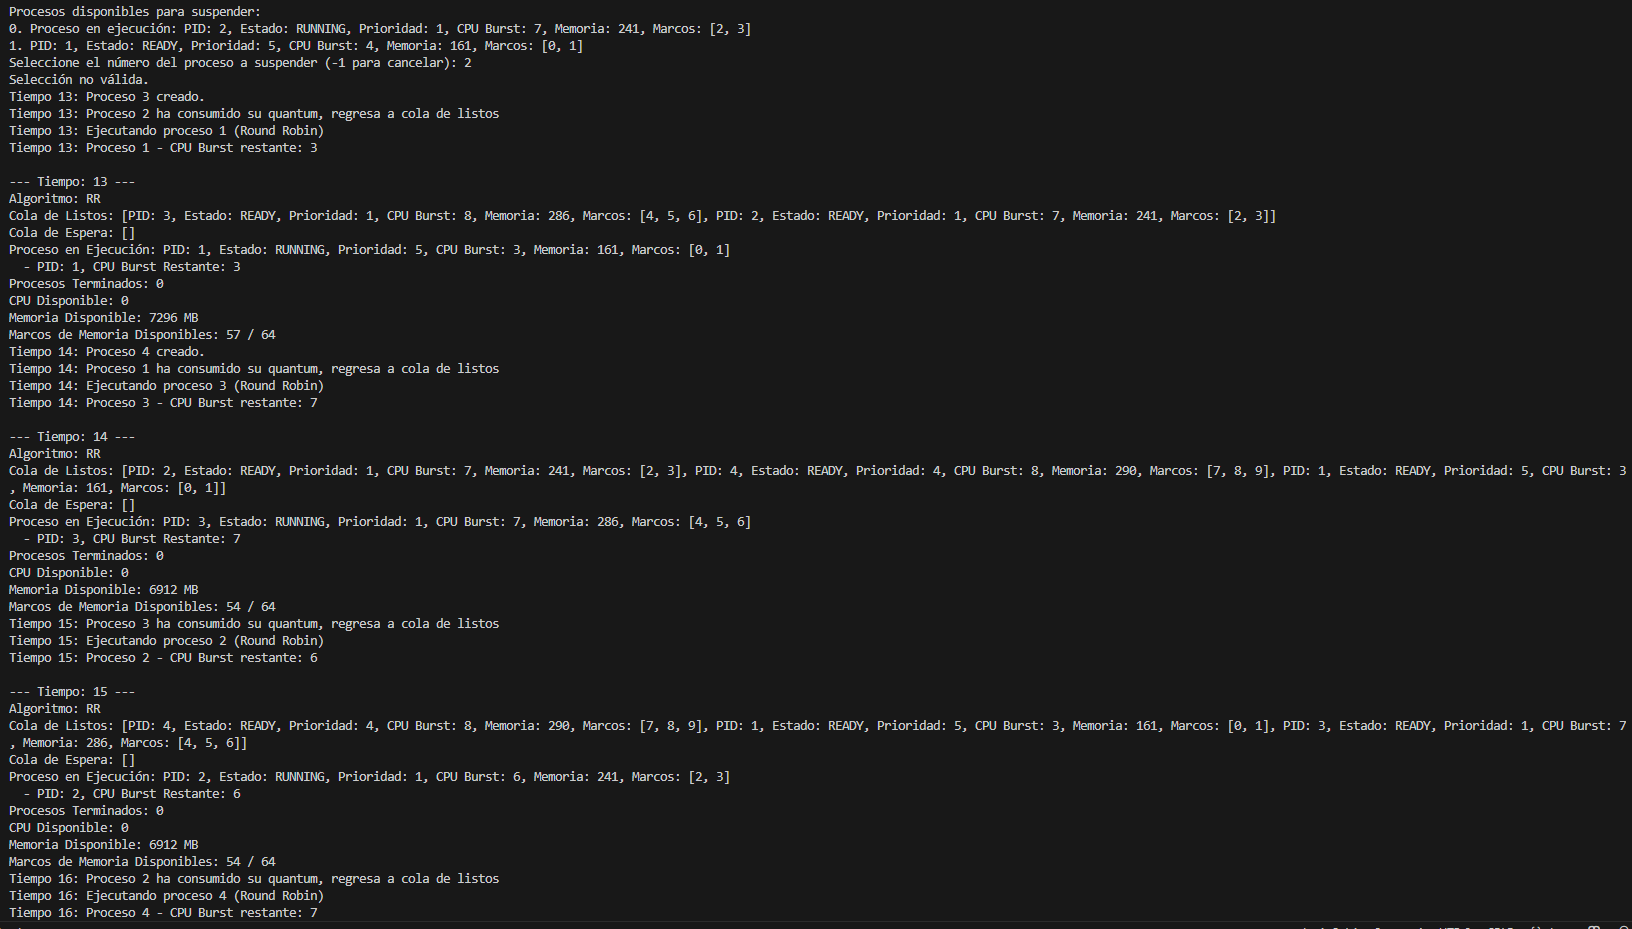 Procesos disponibles para suspender:
0. Proceso en ejecución: PID: 2, Estado: RUNNING, Prioridad: 1, CPU Burst: 7, Memoria: 241, Marcos: [2, 3]
1. PID: 1, Estado: READY, Prioridad: 5, CPU Burst: 4, Memoria: 161, Marcos: [0, 1]
Seleccione el número del proceso a suspender (-1 para cancelar): 2
Selección no válida.
Tiempo 13: Proceso 3 creado.
Tiempo 13: Proceso 2 ha consumido su quantum, regresa a cola de listos
Tiempo 13: Ejecutando proceso 1 (Round Robin)
Tiempo 13: Proceso 1 - CPU Burst restante: 3
--- Tiempo: 13 ---
Algoritmo: RR
Cola de Listos: [PID: 3, Estado: READY, Prioridad: 1, CPU Burst: 8, Memoria: 286, Marcos: [4, 5, 6], PID: 2, Estado: READY, Prioridad: 1, CPU Burst: 7, Memoria: 241, Marcos: [2, 3]]
Cola de Espera: []
Proceso en Ejecución: PID: 1, Estado: RUNNING, Prioridad: 5, CPU Burst: 3, Memoria: 161, Marcos: [0, 1]
- PID: 1, CPU Burst Restante: 3
Procesos Terminados: 0
CPU Disponible: 0
Memoria Disponible: 7296 MB
Marcos de Memoria Disponibles: 57 / 64
Tiempo 14: Proceso 4 creado.
Tiempo 14: Proceso 1 ha consumido su quantum, regresa a cola de listos
Tiempo 14: Ejecutando proceso 3 (Round Robin)
Tiempo 14: Proceso 3 - CPU Burst restante: 7
--- Tiempo: 14 ---
Algoritmo: RR
Cola de Listos: [PID: 2, Estado: READY, Prioridad: 1, CPU Burst: 7, Memoria: 241, Marcos: [2, 3], PID: 4, Estado: READY, Prioridad: 4, CPU Burst: 8, Memoria: 290, Marcos: [7, 8, 9], PID: 1, Estado: READY, Prioridad: 5, CPU Burst: 3
, Memoria: 161, Marcos: [0, 1]]
Cola de Espera: []
Proceso en Ejecución: PID: 3, Estado: RUNNING, Prioridad: 1, CPU Burst: 7, Memoria: 286, Marcos: [4, 5, 6]
- PID: 3, CPU Burst Restante: 7
Procesos Terminados: 0
CPU Disponible: 0
Memoria Disponible: 6912 MB
Marcos de Memoria Disponibles: 54 / 64
Tiempo 15: Proceso 3 ha consumido su quantum, regresa a cola de listos
Tiempo 15: Ejecutando proceso 2 (Round Robin)
Tiempo 15: Proceso 2 - CPU Burst restante: 6
--- Tiempo: 15 ---
Algoritmo: RR
Cola de Listos: [PID: 4, Estado: READY, Prioridad: 4, CPU Burst: 8, Memoria: 290, Marcos: [7, 8, 9], PID: 1, Estado: READY, Prioridad: 5, CPU Burst: 3, Memoria: 161, Marcos: [0, 1], PID: 3, Estado: READY, Prioridad: 1, CPU Burst: 7
, Memoria: 286, Marcos: [4, 5, 6]]
Cola de Espera: []
Proceso en Ejecución: PID: 2, Estado: RUNNING, Prioridad: 1, CPU Burst: 6, Memoria: 241, Marcos: [2, 3]
- PID: 2, CPU Burst Restante: 6
Procesos Terminados: 0
CPU Disponible: 0
Memoria Disponible: 6912 MB
Marcos de Memoria Disponibles: 54 / 64
Tiempo 16: Proceso 2 ha consumido su quantum, regresa a cola de listos
Tiempo 16: Ejecutando proceso 4 (Round Robin)
Tiempo 16: Proceso 4 - CPU Burst restante: 7